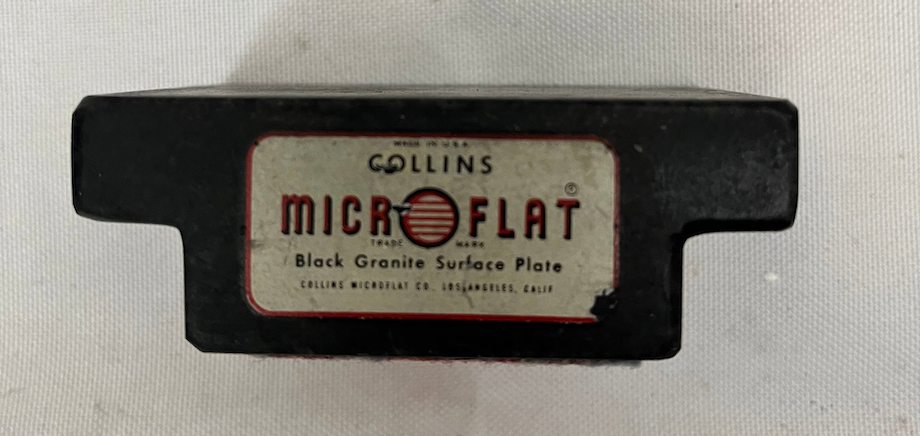 MADE IN U.S.A.
COLLINS
MICROFLAT ®
TRADE MARK
Black Granite Surface Plate
COLLINS MICROFLAT CO. LOS ANGELES, CALIF